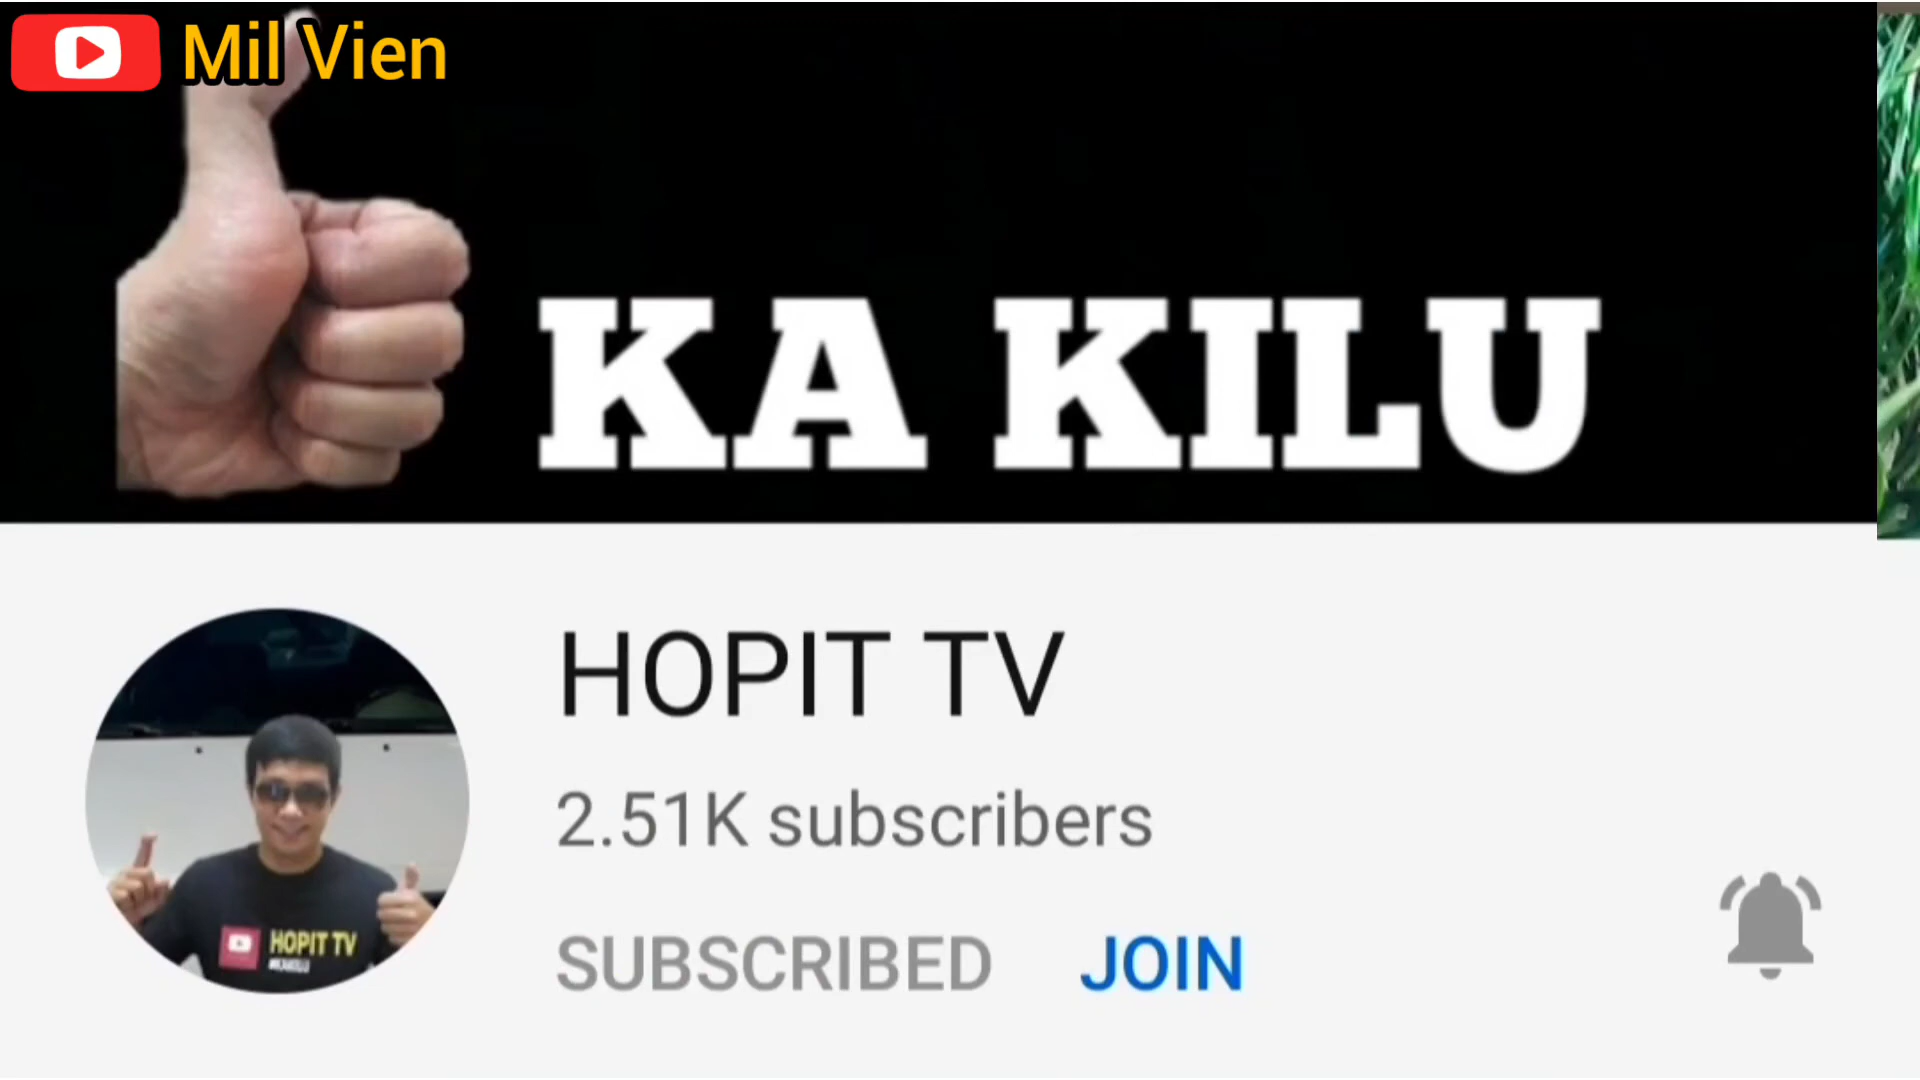 Mil Vien
KA KILU
HOPIT TV
2.51K subscribers
SUBSCRIBED JOIN
HOPIT TV